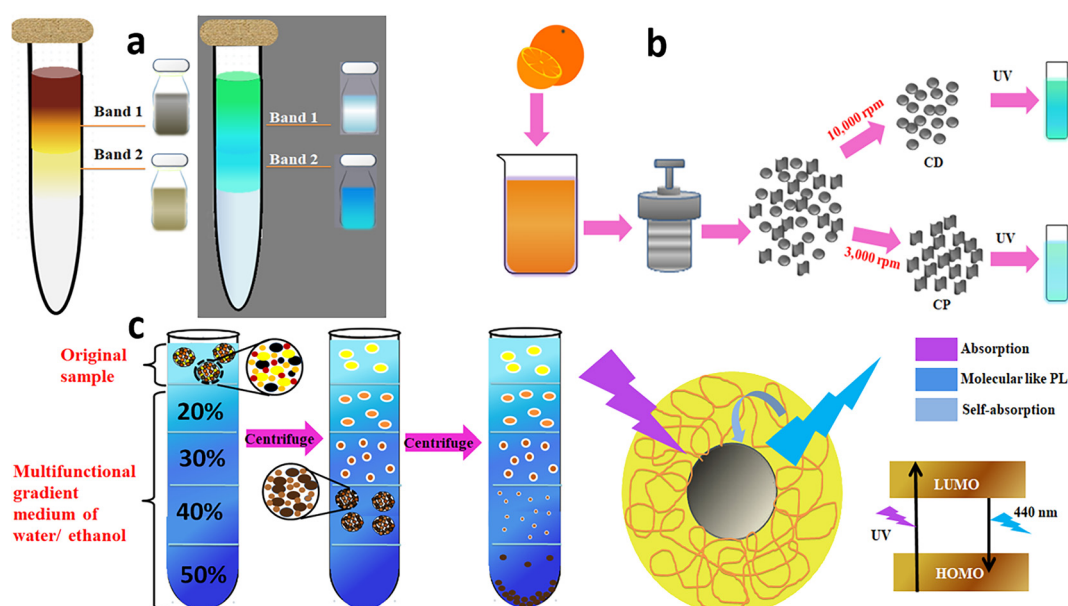 a
Band 1
Band 2
Band 1
Band 2
b
10,000 rpm
CD
UV
3,000 rpm
CP
UV
c
Original
sample
20%
30%
40%
50%
Multifunctional
gradient
medium of
water/ ethanol
Centrifuge
Centrifuge
Absorption
Molecular like PL
Self-absorption
LUMO
UV
440 nm
HOMO